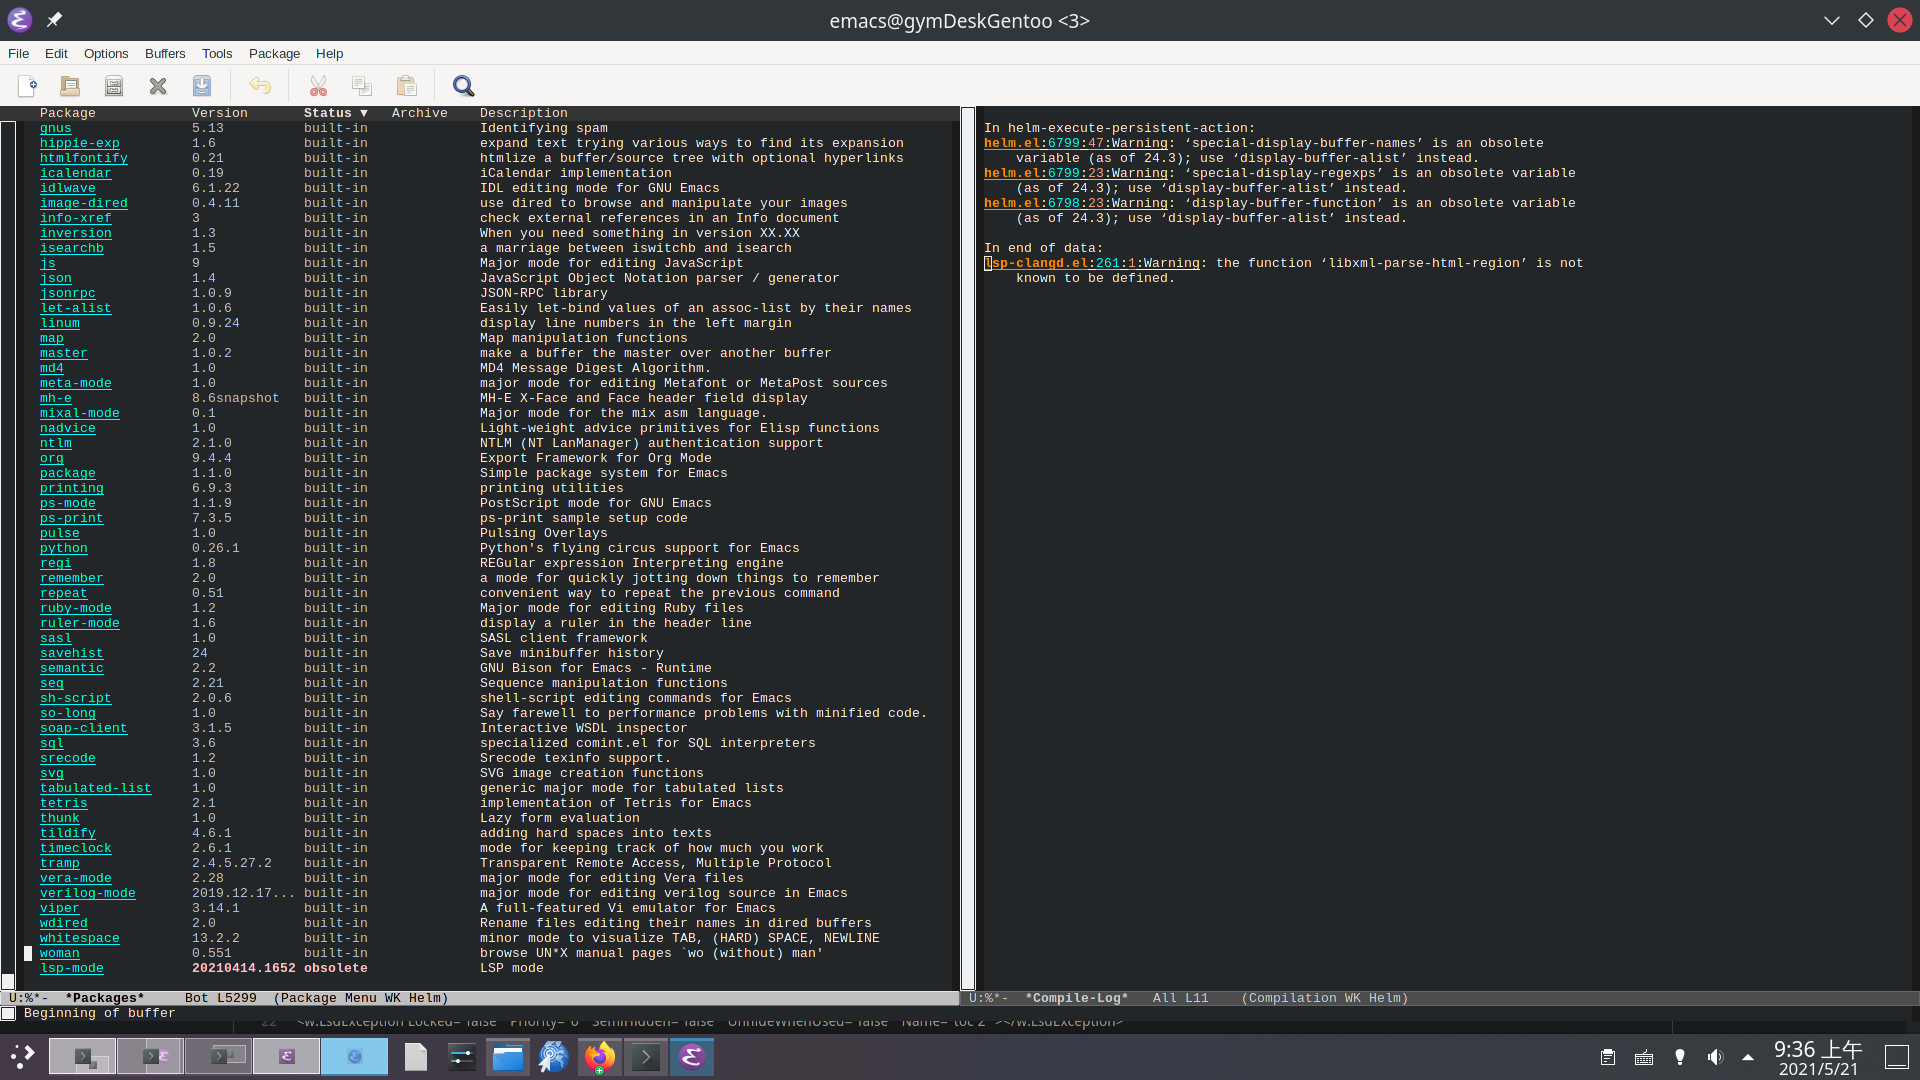 emacs@gymDeskGentoo <3>
File Edit Options Buffers Tools Package Help
Package Version Status ▼ Archive Description
gnus 5.13 built-in Identifying spam
hippie-exp 1.6 built-in expand text trying various ways to find its expansion
htmlfontify 0.21 built-in htmlize a buffer/source tree with optional hyperlinks
icalendar 0.19 built-in iCalendar implementation
idlwave 6.1.22 built-in IDL editing mode for GNU Emacs
image-dired 0.4.11 built-in use dired to browse and manipulate your images
info-xref 3 built-in check external references in an Info document
inversion 1.3 built-in When you need something in version XX.XX
isearchb 1.5 built-in a marriage between iswitchb and isearch
js 9 built-in Major mode for editing JavaScript
json 1.4 built-in JavaScript Object Notation parser / generator
jsonrpc 1.0.9 built-in JSON-RPC library
let-alist 1.0.6 built-in Easily let-bind values of an assoc-list by their names
linum 0.9.24 built-in display line numbers in the left margin
map 2.0 built-in Map manipulation functions
master 1.0.2 built-in make a buffer the master over another buffer
md4 1.0 built-in MD4 Message Digest Algorithm.
meta-mode 1.0 built-in major mode for editing Metafont or MetaPost sources
mh-e 8.6snapshot built-in MH-E X-Face and Face header field display
mixal-mode 0.1 built-in Major mode for the mix asm language.
nadvice 1.0 built-in Light-weight advice primitives for Elisp functions
ntlm 2.1.0 built-in NTLM (NT LanManager) authentication support
org 9.4.4 built-in Export Framework for Org Mode
package 1.1.0 built-in Simple package system for Emacs
printing 6.9.3 built-in printing utilities
ps-mode 1.1.9 built-in PostScript mode for GNU Emacs
ps-print 7.3.5 built-in ps-print sample setup code
pulse 1.0 built-in Pulsing Overlays
python 0.26.1 built-in Python's flying circus support for Emacs
regi 1.8 built-in REGular expression Interpreting engine
remember 2.0 built-in a mode for quickly jotting down things to remember
repeat 0.51 built-in convenient way to repeat the previous command
ruby-mode 1.2 built-in Major mode for editing Ruby files
ruler-mode 1.6 built-in display a ruler in the header line
sasl 1.0 built-in SASL client framework
savehist 24 built-in Save minibuffer history
semantic 2.2 built-in GNU Bison for Emacs - Runtime
seq 2.21 built-in Sequence manipulation functions
sh-script 2.0.6 built-in shell-script editing commands for Emacs
so-long 1.0 built-in Say farewell to performance problems with minified code.
soap-client 3.1.5 built-in Interactive WSDL inspector
sql 3.6 built-in specialized comint.el for SQL interpreters
srecode 1.2 built-in Srecode texinfo support.
svg 1.0 built-in SVG image creation functions
tabulated-list 1.0 built-in generic major mode for tabulated lists
tetris 2.1 built-in implementation of Tetris for Emacs
thunk 1.0 built-in Lazy form evaluation
tildify 4.6.1 built-in adding hard spaces into texts
timeclock 2.6.1 built-in mode for keeping track of how much you work
tramp 2.4.5.27.2 built-in Transparent Remote Access, Multiple Protocol
vera-mode 2.28 built-in major mode for editing Vera files
verilog-mode 2019.12.17... built-in major mode for editing verilog source in Emacs
viper 3.14.1 built-in A full-featured Vi emulator for Emacs
wdired 2.0 built-in Rename files editing their names in dired buffers
whitespace 13.2.2 built-in minor mode to visualize TAB, (HARD) SPACE, NEWLINE
woman 0.551 built-in browse UN*X manual pages `wo (without) man'
lsp-mode 20210414.1652 obsolete LSP mode
U:%*- *Packages* Bot L5299 (Package Menu WK Helm)
In helm-execute-persistent-action:
helm.el:6799:47:Warning: ‘special-display-buffer-names’ is an obsolete
variable (as of 24.3); use ‘display-buffer-alist’ instead.
helm.el:6799:23:Warning: ‘special-display-regexps’ is an obsolete variable
(as of 24.3); use ‘display-buffer-alist’ instead.
helm.el:6798:23:Warning: ‘display-buffer-function’ is an obsolete variable
(as of 24.3); use ‘display-buffer-alist’ instead.
In end of data:
lsp-clangd.el:261:1:Warning: the function ‘libxml-parse-html-region’ is not
known to be defined.
U:%*- *Compile-Log* All L11 (Compilation WK Helm)
Beginning of buffer
22 <w:LsdException Locked="false" Priority="0" SemiHidden="false" UnhideWhenUsed="false" Name="toc 2"></w:LsdException>
9:36 上午
2021/5/21